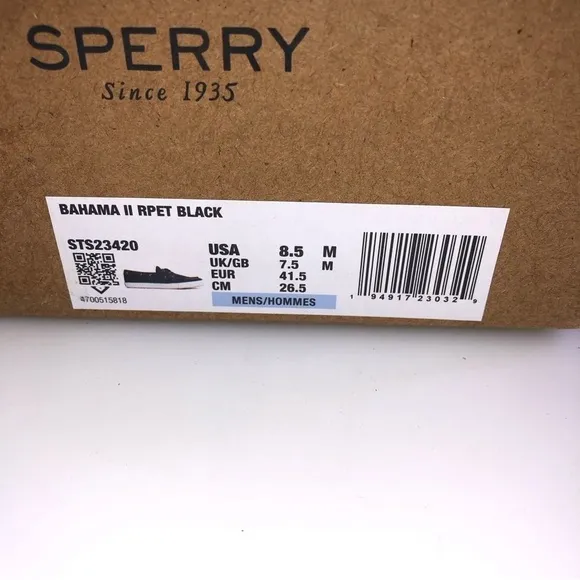 SPERRY
Since 1935
BAHAMA II RPET BLACK
STS23420
4700515818
USA 8.5 M
UK/GB 7.5 M
EUR 41.5
CM 26.5
MENS/HOMMES
1 94917 23032 9